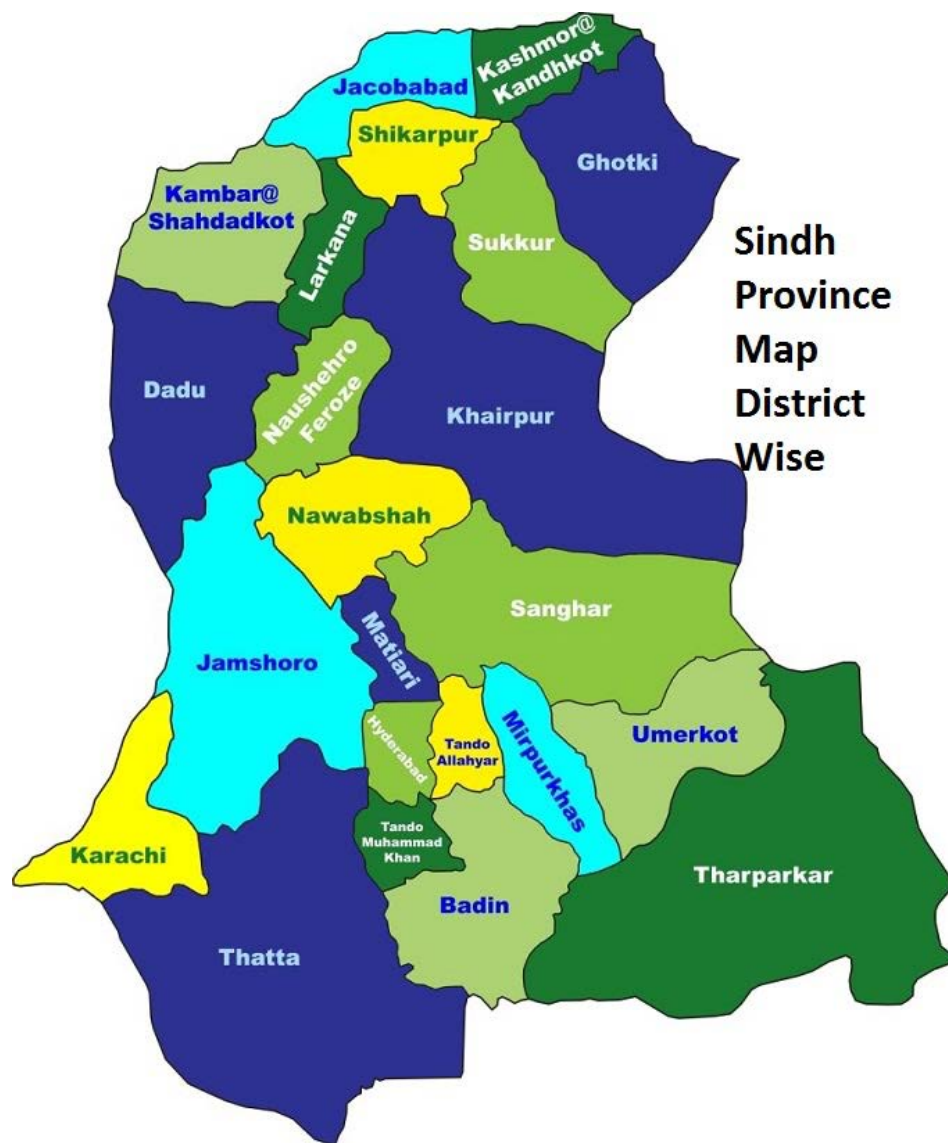 Kashmor@
Kandhkot
Jacobabad
Shikarpur
Ghotki
Kambar@
Shahdadkot
Larkana
Sukkur
Sindh
Province
Map
District
Wise
Dadu
Naushehro
Feroze
Khairpur
Nawabshah
Sanghar
Matiari
Jamshoro
Hyderabad
Tando
Allahyar
Mirpurkhas
Umerkot
Karachi
Tando
Muhammad
Khan
Tharparkar
Badin
Thatta